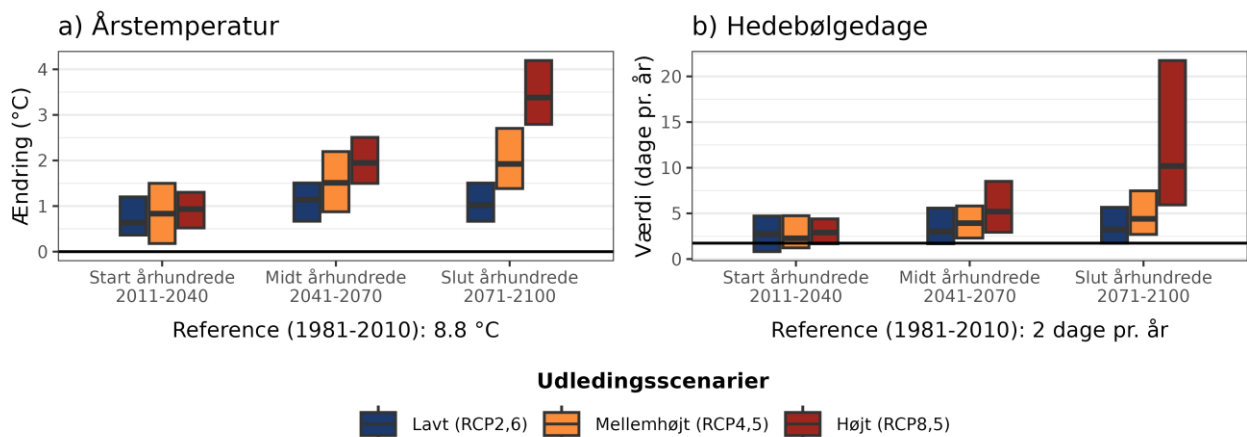 a) Årstemperatur
Ændring (°C)
4
3
2
1
0
Start århundrede
2011-2040
Midt århundrede
2041-2070
Slut århundrede
2071-2100
Reference (1981-2010): 8.8 °C
b) Hedebølgedage
Værdi (dage pr. år)
20
15
10
5
0
Start århundrede
2011-2040
Midt århundrede
2041-2070
Slut århundrede
2071-2100
Reference (1981-2010): 2 dage pr. år
Udledingsscenarier
Lavt (RCP2,6)
Mellemhøjt (RCP4,5)
Højt (RCP8,5)